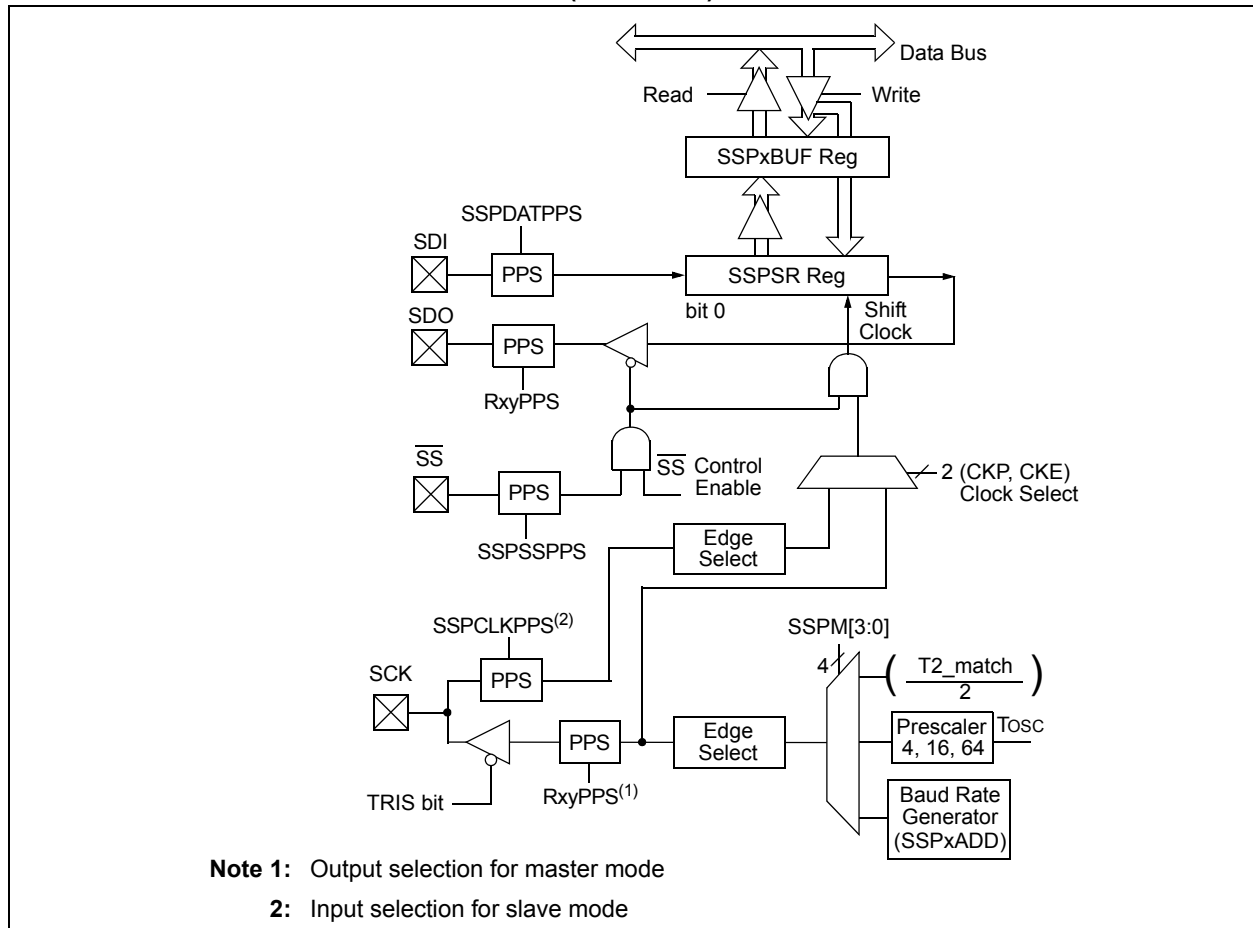 Data Bus
Read
Write
SSPxBUF Reg
SSPDATPPS
SDI
PPS
SSPSR Reg
bit 0
Shift
Clock
SDO
PPS
RxyPPS
SS
PPS
SS Control
Enable
2 (CKP, CKE)
Clock Select
SSPSSPPS
Edge
Select
SSPCLKPPS(2)
SCK
PPS
SSPM[3:0]
4
( T2_match
2 )
PPS
Edge
Select
Prescaler
4, 16, 64
TOSC
RxyPPS(1)
TRIS bit
Baud Rate
Generator
(SSPxADD)
Note 1: Output selection for master mode
2: Input selection for slave mode